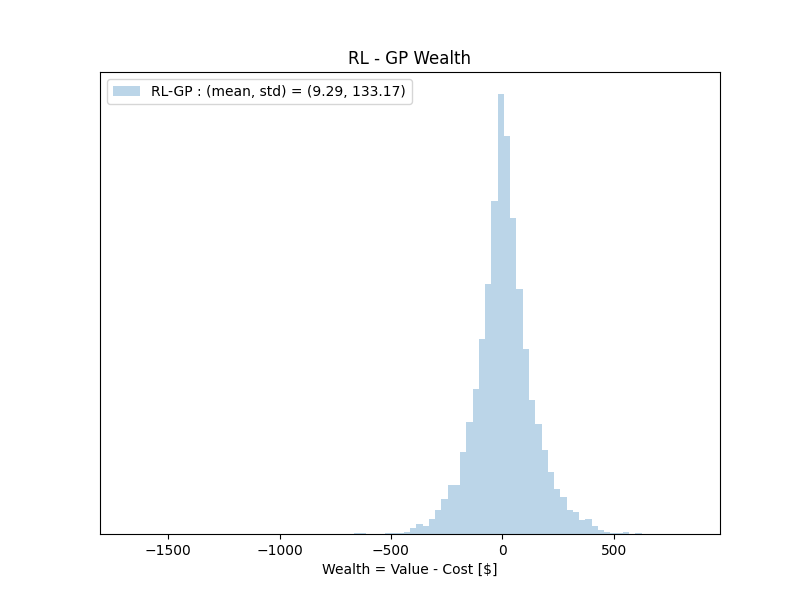 RL - GP Wealth
RL-GP : (mean, std) = (9.29, 133.17)
−1500 −1000 −500 0 500
Wealth = Value - Cost [$]